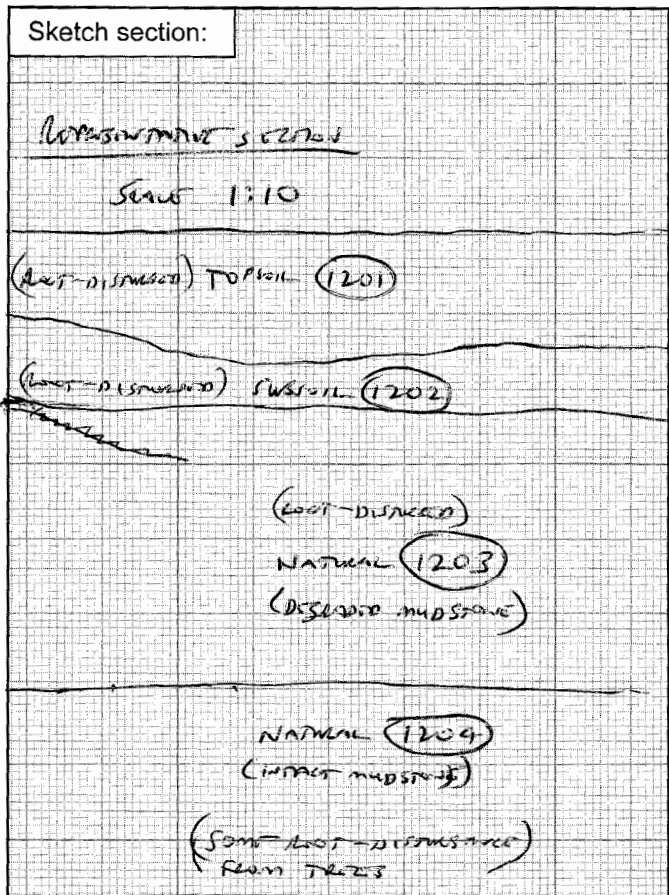 Sketch section:
REPRESENTATIVE SECTION
SCALE 1:10
(ROOT-DISTURBED) TOPSOIL 1201
(ROOT-DISTURBED) SUBSOIL 1202
(ROOT-DISTURBED)
NATURAL 1203
(DEGRADED MUDSTONE)
NATURAL 1204
(INTACT MUDSTONE)
(SOME ROOT-DISTURBANCE
FROM TREES)